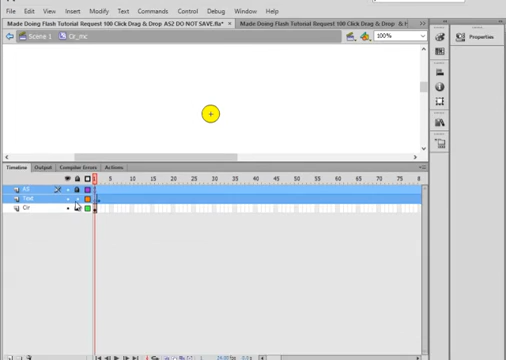 File Edit View Insert Modify Text Commands Control Debug Window Help
Made Doing Flash Tutorial Request 100 Click Drag & Drop AS2 DO NOT SAVE.fla* × Made Doing Flash Tutorial Request 100 Click Drag & Drop & H
Scene 1 100%
Properties
Timeline Output Compiler Errors Actions
1 5 10 15 20 25 30 35 40 45 50 55 60 65 70 75 8
AS
Text
Cir